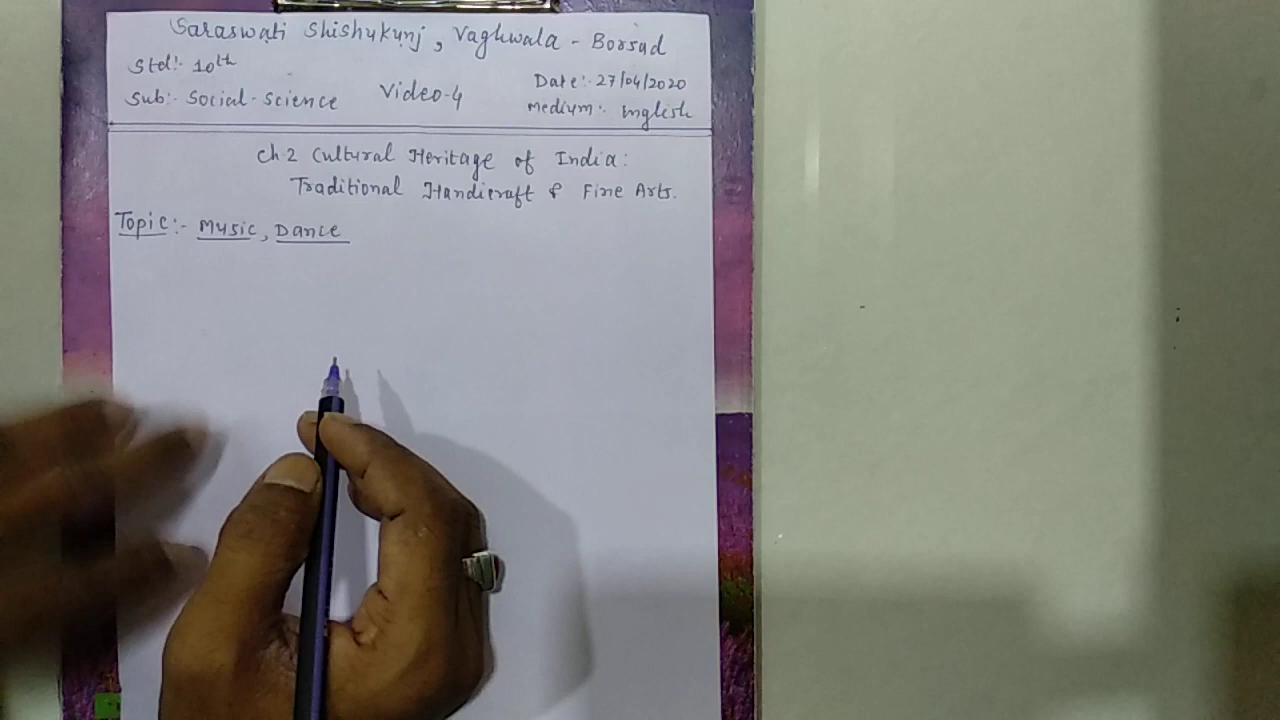 Saraswati Shishukunj, Vaghwala - Borsad
Std:- 10th
Date:- 27/04/2020
Sub:- Social-Science
Video-4
Medium:- English
Ch.2 Cultural Heritage of India:
Traditional Handicraft & Fine Arts.
Topic:- Music, Dance